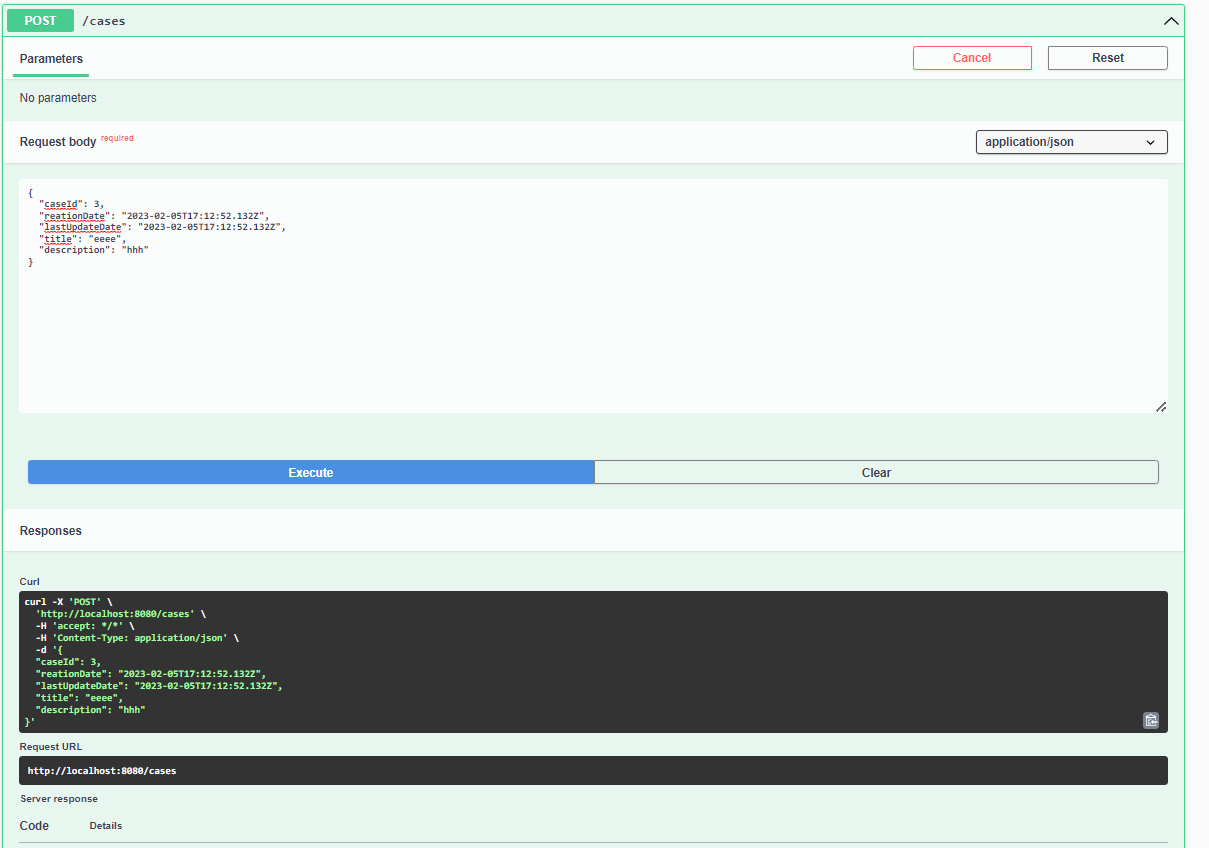 POST /cases
Parameters
Cancel
Reset
No parameters
Request body required
application/json
{
  "caseId": 3,
  "reationDate": "2023-02-05T17:12:52.132Z",
  "lastUpdateDate": "2023-02-05T17:12:52.132Z",
  "title": "eeee",
  "description": "hhh"
}
Execute
Clear
Responses
Curl
curl -X 'POST' \
  'http://localhost:8080/cases' \
  -H 'accept: */*' \
  -H 'Content-Type: application/json' \
  -d '{
  "caseId": 3,
  "reationDate": "2023-02-05T17:12:52.132Z",
  "lastUpdateDate": "2023-02-05T17:12:52.132Z",
  "title": "eeee",
  "description": "hhh"
}'
Request URL
http://localhost:8080/cases
Server response
Code Details